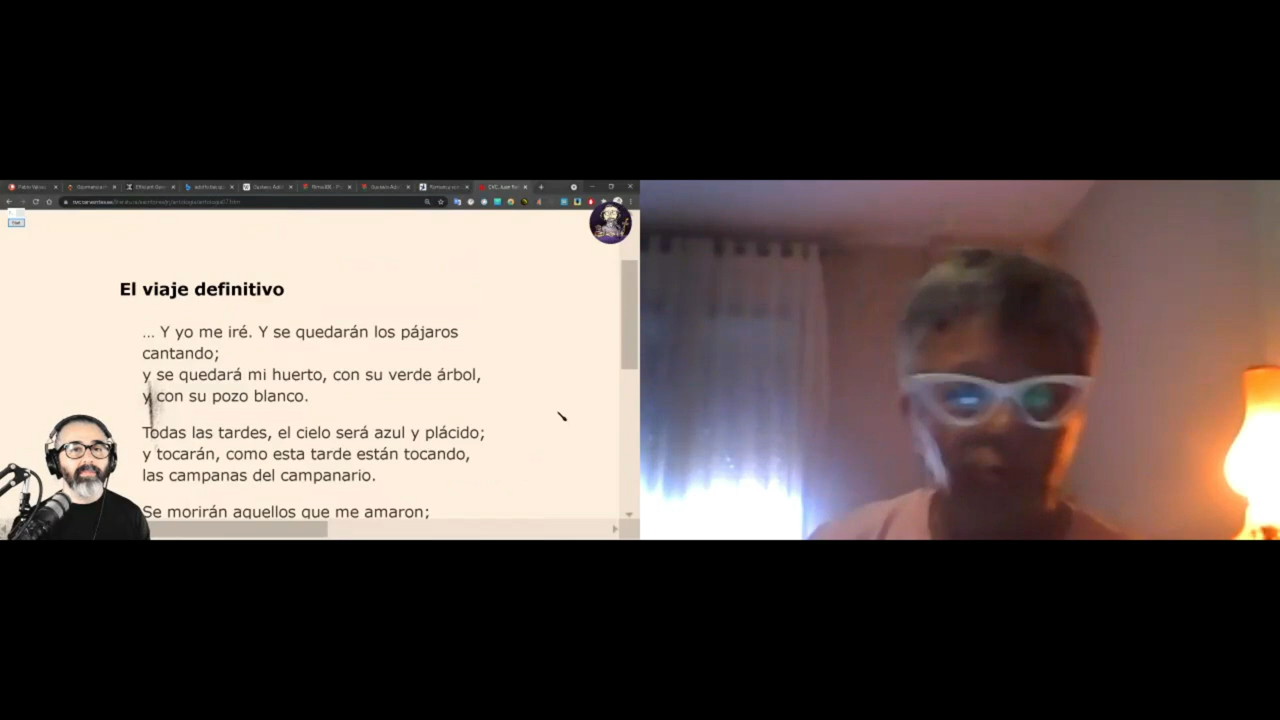 El viaje definitivo
... Y yo me iré. Y se quedarán los pájaros
cantando;
y se quedará mi huerto, con su verde árbol,
y con su pozo blanco.
Todas las tardes, el cielo será azul y plácido;
y tocarán, como esta tarde están tocando,
las campanas del campanario.
Se morirán aquellos que me amaron;